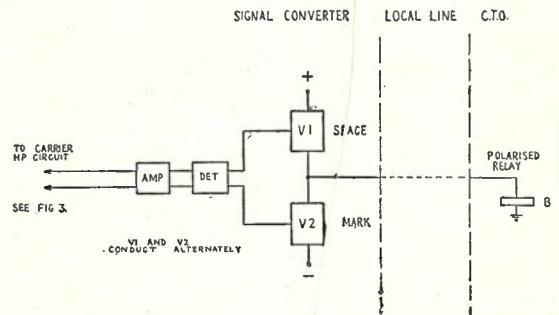 SIGNAL CONVERTER LOCAL LINE C.T.O.
+
V1 SPACE
TO CARRIER
HP CIRCUIT
POLARISED
RELAY
AMP DET
B
SEE FIG 3.
V2 MARK
V1 AND V2
CONDUCT ALTERNATELY
−